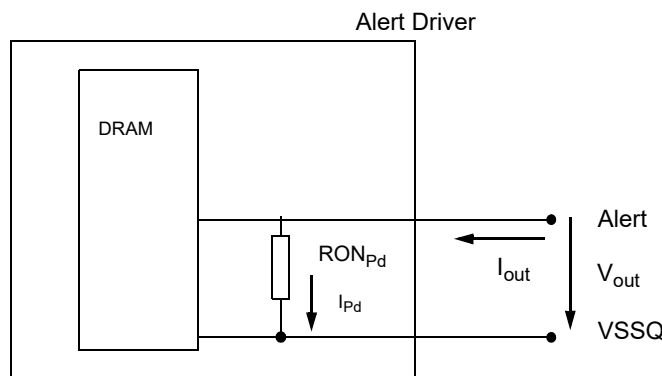 Alert Driver
DRAM
Alert
RONPd
Iout
Vout
IPd
VSSQ